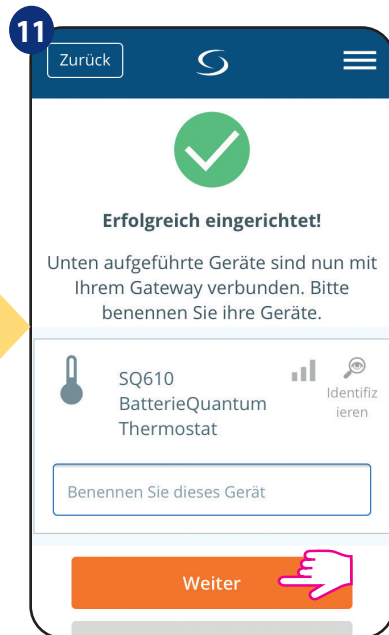 11
Zurück
Erfolgreich eingerichtet!
Unten aufgeführte Geräte sind nun mit
Ihrem Gateway verbunden. Bitte
benennen Sie ihre Geräte.
SQ610
BatterieQuantum
Thermostat
Identifiz
ieren
Benennen Sie dieses Gerät
Weiter